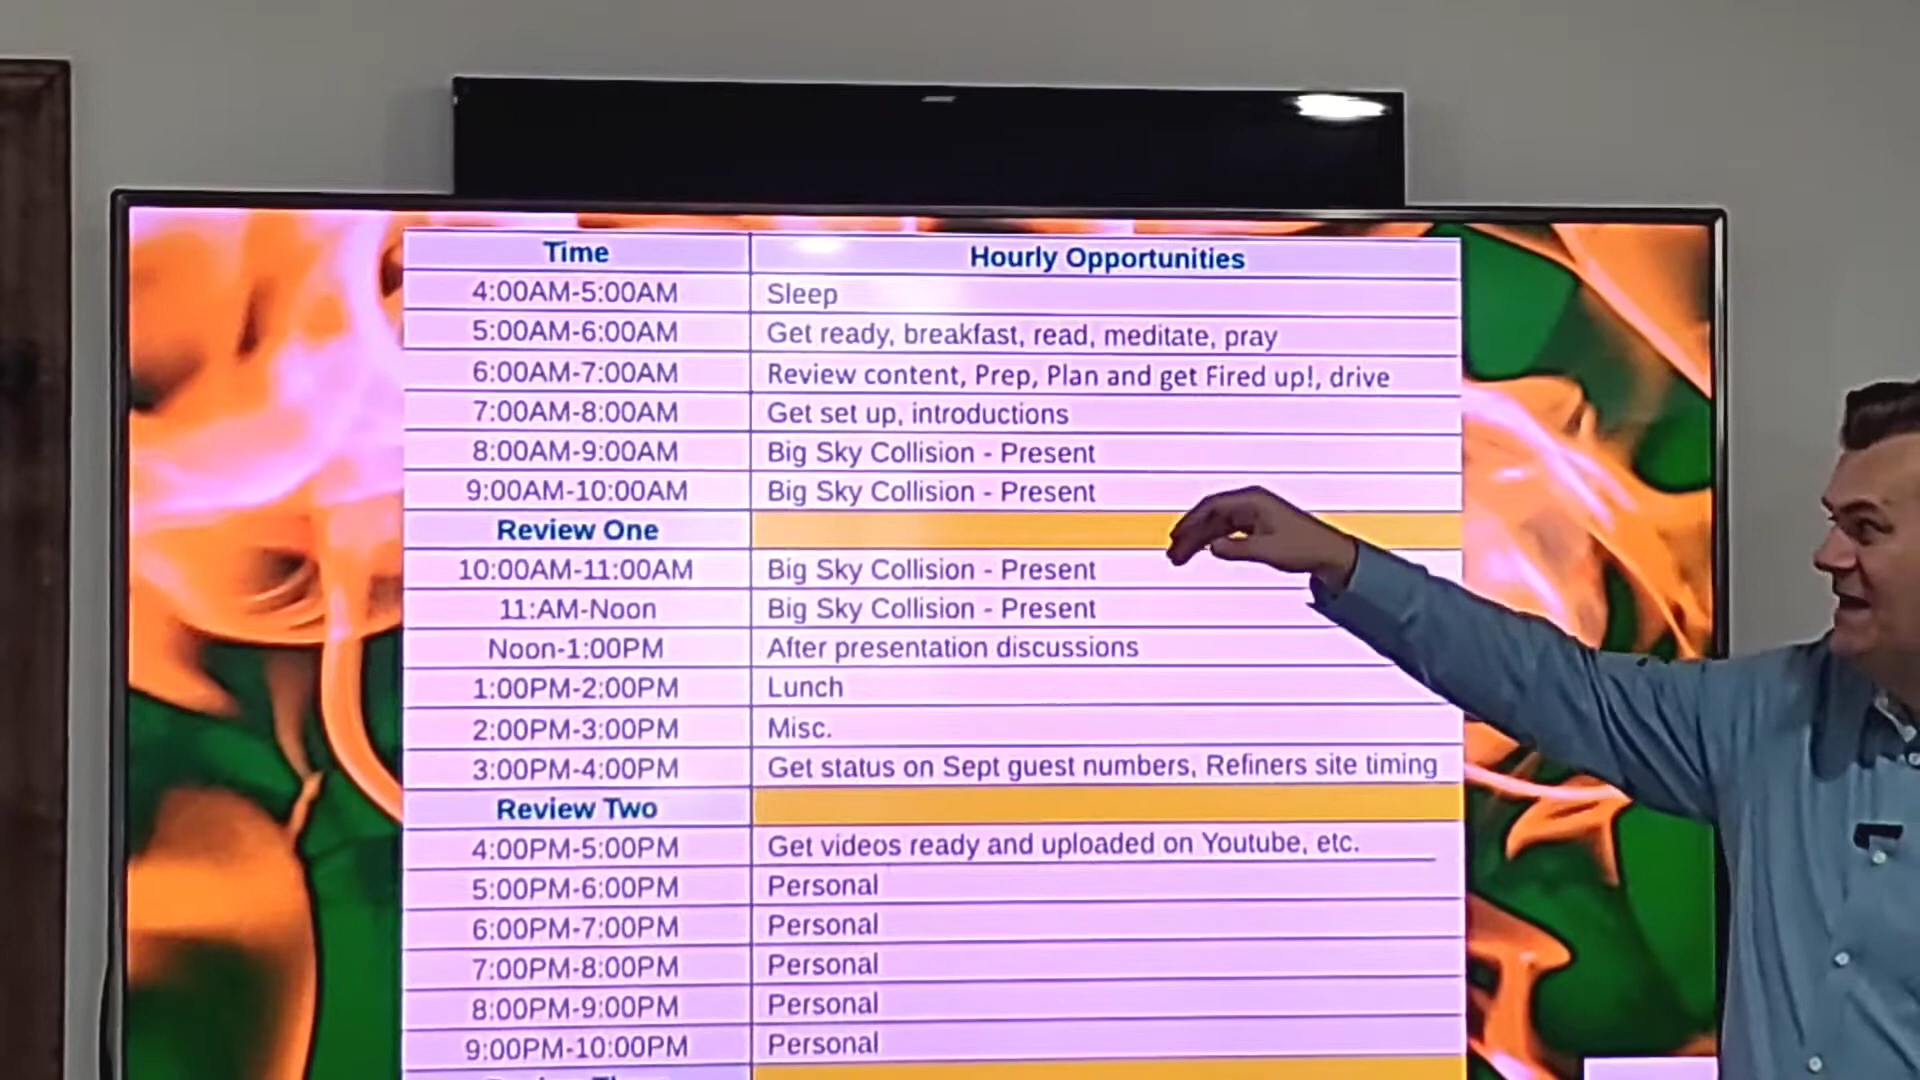 Time Hourly Opportunities
4:00AM-5:00AM Sleep
5:00AM-6:00AM Get ready, breakfast, read, meditate, pray
6:00AM-7:00AM Review content, Prep, Plan and get Fired up!, drive
7:00AM-8:00AM Get set up, introductions
8:00AM-9:00AM Big Sky Collision - Present
9:00AM-10:00AM Big Sky Collision - Present
Review One
10:00AM-11:00AM Big Sky Collision - Present
11:AM-Noon Big Sky Collision - Present
Noon-1:00PM After presentation discussions
1:00PM-2:00PM Lunch
2:00PM-3:00PM Misc.
3:00PM-4:00PM Get status on Sept guest numbers, Refiners site timing
Review Two
4:00PM-5:00PM Get videos ready and uploaded on Youtube, etc.
5:00PM-6:00PM Personal
6:00PM-7:00PM Personal
7:00PM-8:00PM Personal
8:00PM-9:00PM Personal
9:00PM-10:00PM Personal